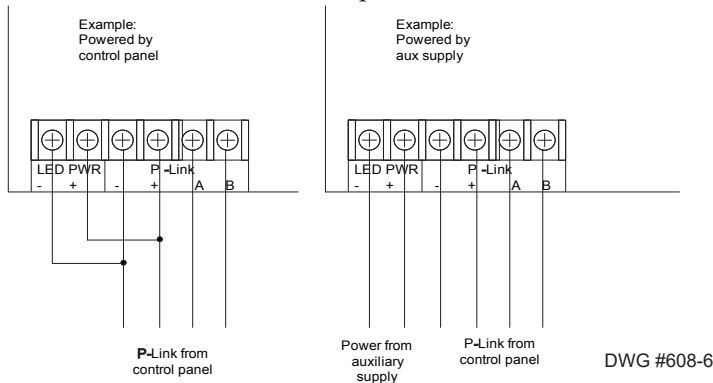 Example:
Powered by
control panel
LED PWR P -Link
- + - + A B
P-Link from
control panel
Example:
Powered by
aux supply
LED PWR P -Link
- + - + A B
Power from
auxiliary
supply
P-Link from
control panel
DWG #608-6